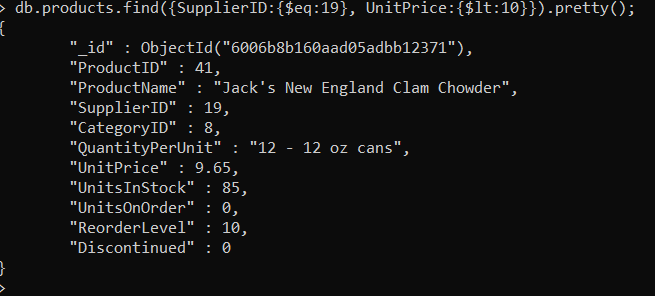 > db.products.find({SupplierID:{$eq:19}, UnitPrice:{$lt:10}}).pretty();
{
        "_id" : ObjectId("6006b8b160aad05adbb12371"),
        "ProductID" : 41,
        "ProductName" : "Jack's New England Clam Chowder",
        "SupplierID" : 19,
        "CategoryID" : 8,
        "QuantityPerUnit" : "12 - 12 oz cans",
        "UnitPrice" : 9.65,
        "UnitsInStock" : 85,
        "UnitsOnOrder" : 0,
        "ReorderLevel" : 10,
        "Discontinued" : 0
}
>